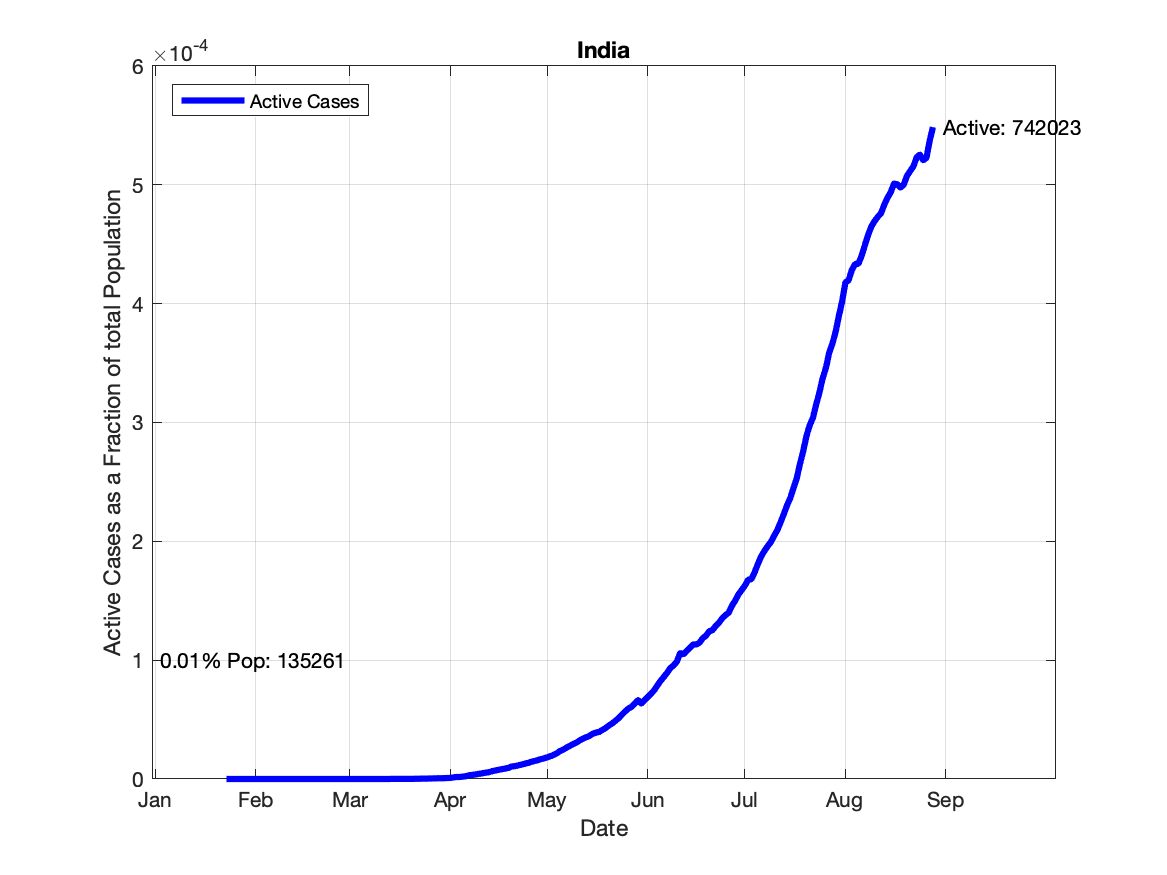 India
×10-4
6
Active Cases
Active: 742023
5
4
3
2
1
0.01% Pop: 135261
0
Active Cases as a Fraction of total Population
Jan Feb Mar Apr May Jun Jul Aug Sep
Date